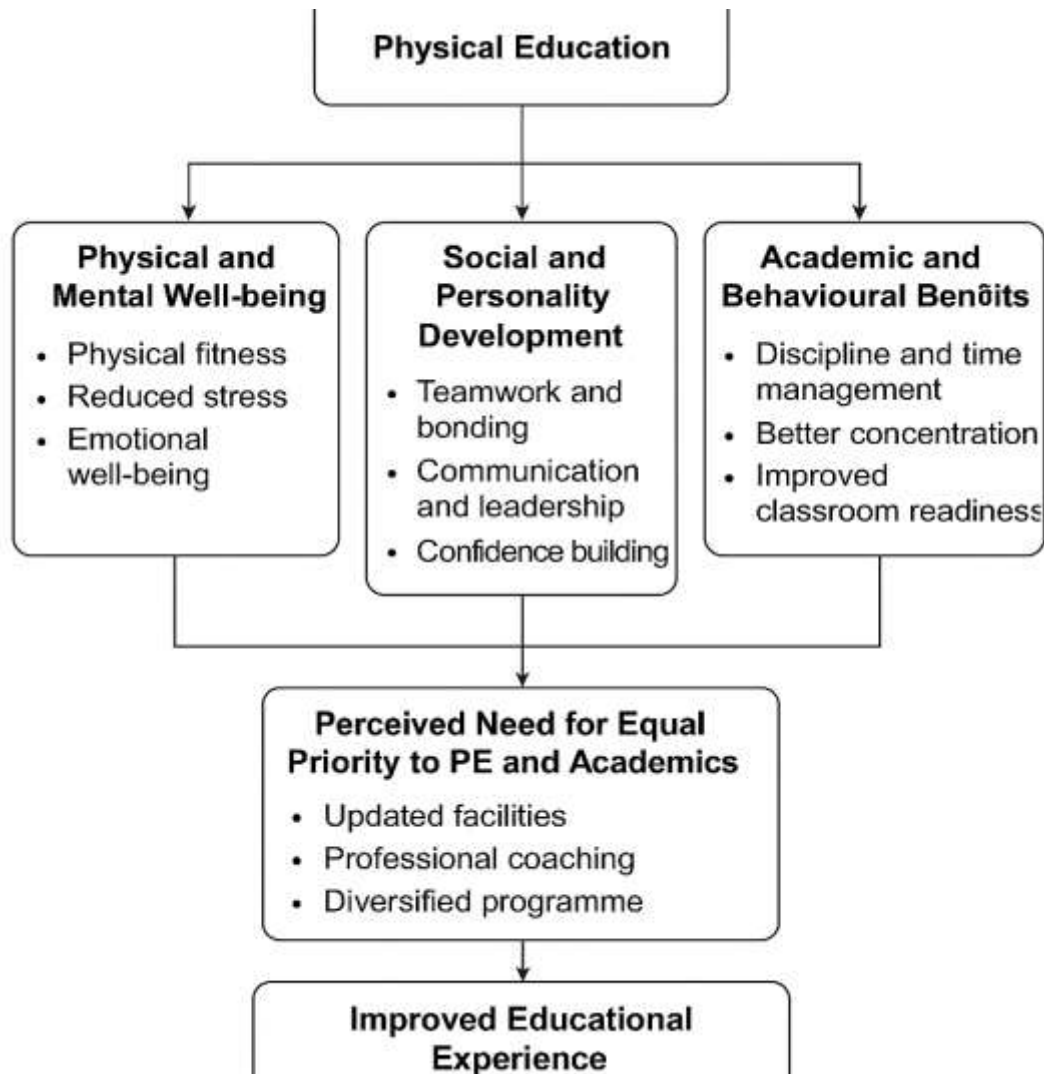 Physical Education
Physical and
Mental Well-being
• Physical fitness
• Reduced stress
• Emotional
well-being
Social and
Personality
Development
• Teamwork and
bonding
• Communication
and leadership
• Confidence building
Academic and
Behavioural Benõits
• Discipline and time
management
• Better concentration
• Improved
classroom readiness
Perceived Need for Equal
Priority to PE and Academics
• Updated facilities
• Professional coaching
• Diversified programme
Improved Educational
Experience